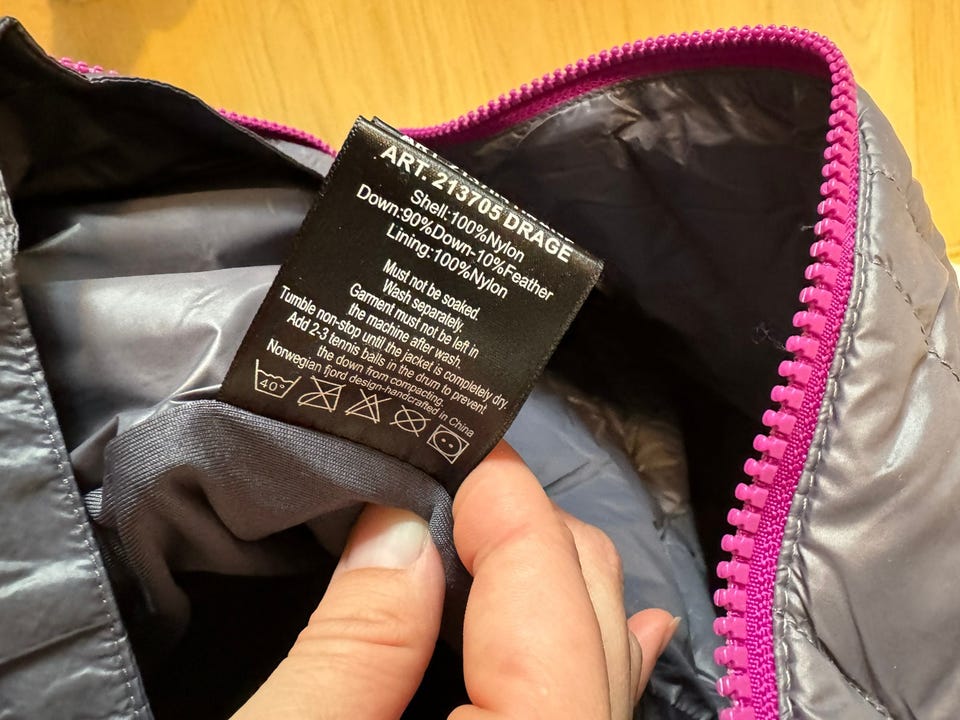 ART. 213705 DRAGE
Shell:100%Nylon
Down:90%Down-10%Feather
Lining:100%Nylon
Must not be soaked.
Wash separately.
Garment must not be left in
the machine after wash.
Tumble non-stop until the jacket is completely dry.
Add 2-3 tennis balls in the drum to prevent
the down from compacting.
Norwegian fjord design-handcrafted in China
40°